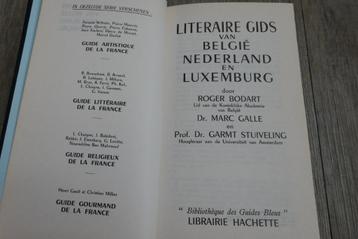 IN DEZELFDE SERIE VERSCHENEN
GUIDE ARTISTIQUE
DE LA FRANCE
GUIDE LITTÉRAIRE
DE LA FRANCE
GUIDE RELIGIEUX
DE LA FRANCE
Henri Gault et Christian Millau
GUIDE GOURMAND
DE LA FRANCE
LITERAIRE GIDS
VAN
BELGIË
NEDERLAND
EN
LUXEMBURG
door
ROGER BODART
Lid van de Koninklijke Academie
van België
Dr. MARC GALLE
en
Prof. Dr. GARMT STUIVELING
Hoogleraar aan de Universiteit van Amsterdam
" Bibliothèque des Guides Bleus "
LIBRAIRIE HACHETTE